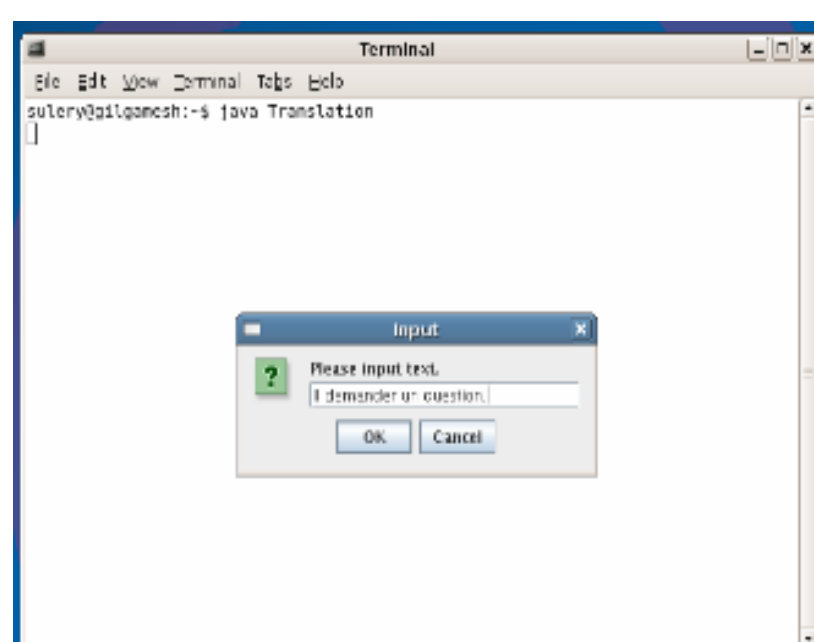 Terminal
File Edit View Terminal Tabs Help
sulery@gilgamesh:~$ java Translation
Input
Please input text.
Il demander un question.
OK Cancel